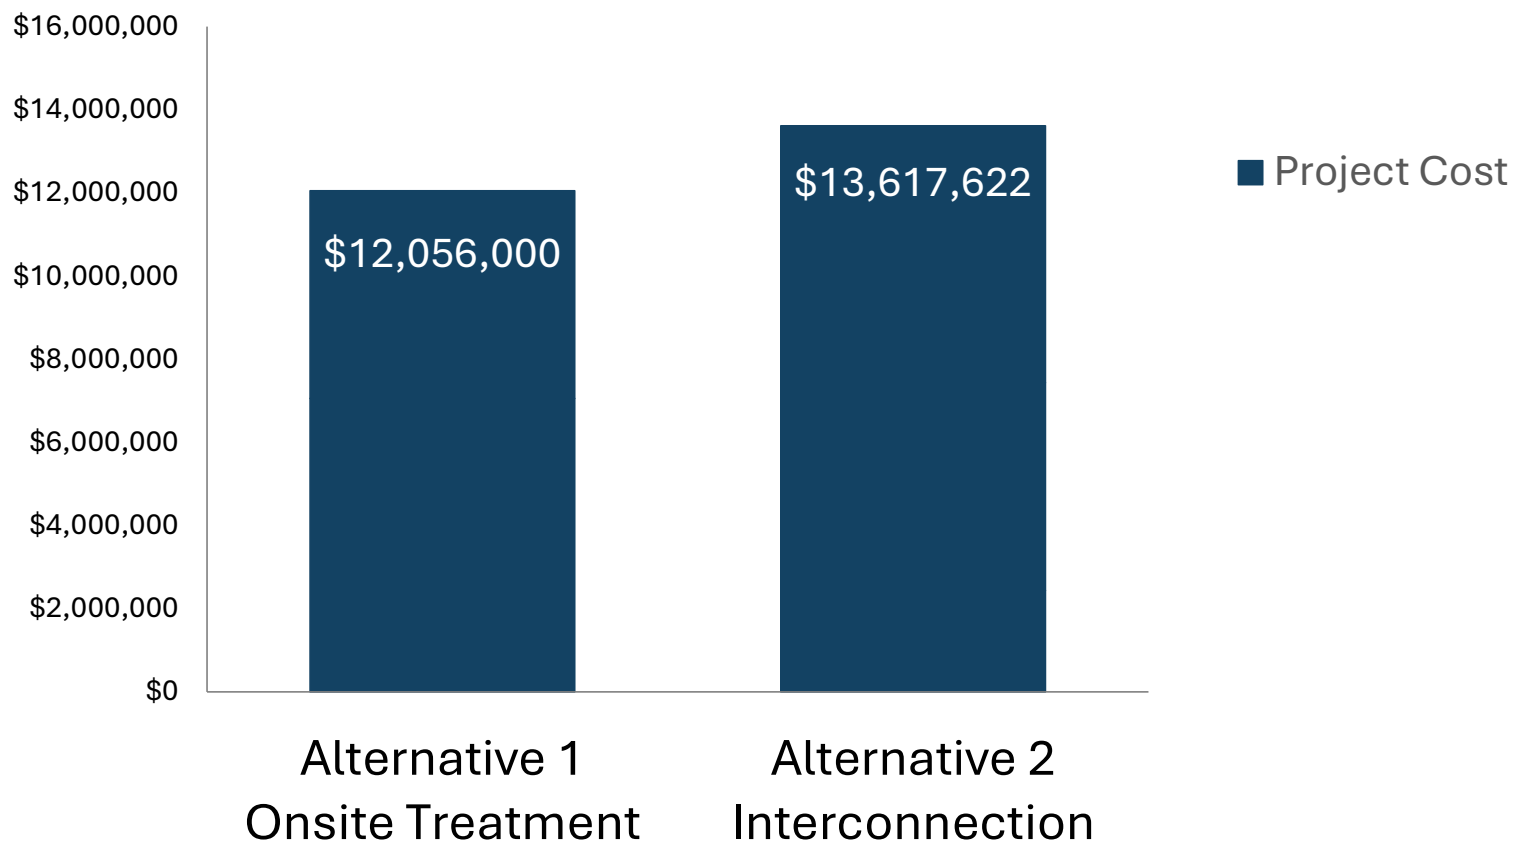 $16,000,000
$14,000,000
$12,000,000
$10,000,000
$8,000,000
$6,000,000
$4,000,000
$2,000,000
$0
$12,056,000
$13,617,622
Project Cost
Alternative 1
Onsite Treatment
Alternative 2
Interconnection